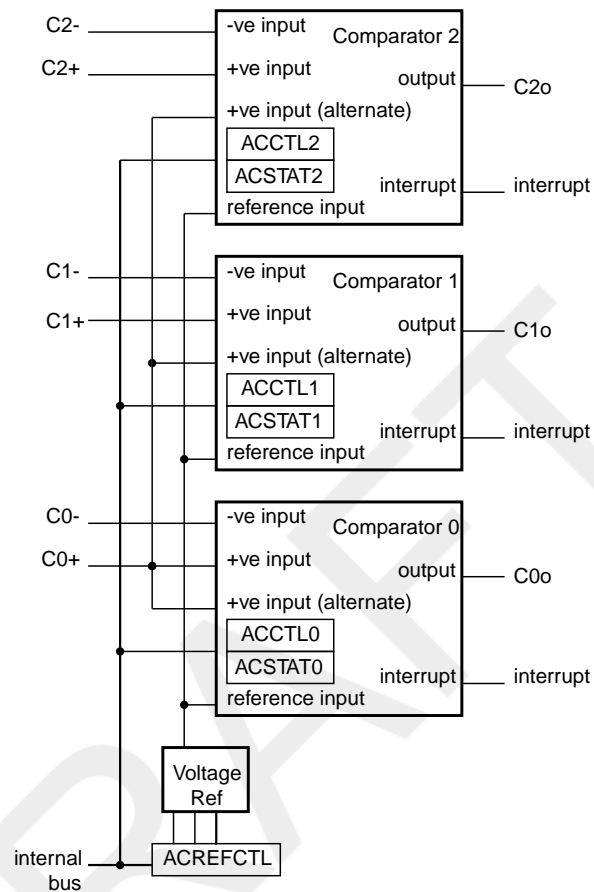 C2-
-ve input
Comparator 2
C2+
+ve input
output
C2o
+ve input (alternate)
ACCTL2
ACSTAT2
interrupt
interrupt
reference input
C1-
-ve input
Comparator 1
C1+
+ve input
output
C1o
+ve input (alternate)
ACCTL1
ACSTAT1
interrupt
interrupt
reference input
C0-
-ve input
Comparator 0
C0+
+ve input
output
C0o
+ve input (alternate)
ACCTL0
ACSTAT0
interrupt
interrupt
reference input
Voltage
Ref
internal
bus
ACREFCTL